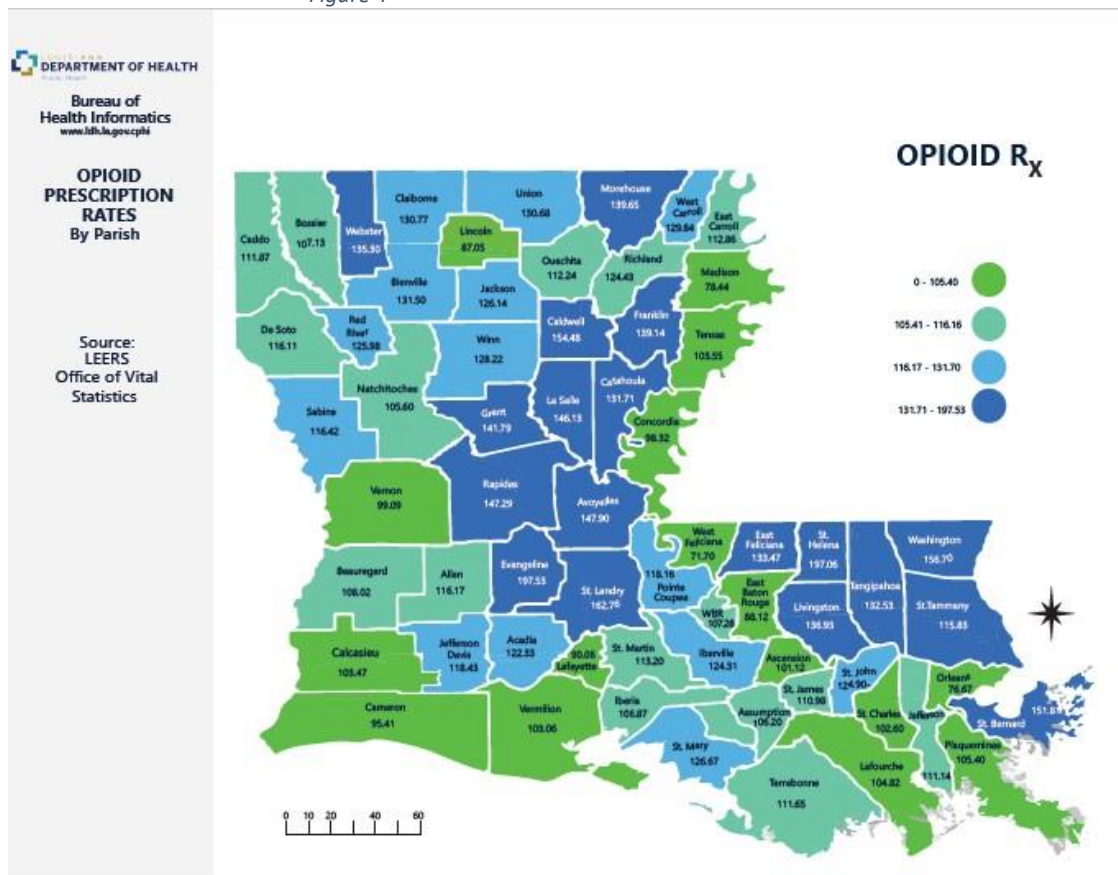 Figure 4
LOUISIANA
DEPARTMENT OF HEALTH
Public Health
Bureau of
Health Informatics
www.ldh.la.gov.cphi
OPIOID
PRESCRIPTION
RATES
By Parish
Source:
LEERS
Office of Vital
Statistics
OPIOID RX
0 - 105.40
105.41 - 116.16
116.17 - 131.70
131.71 - 197.53
Caddo
111.87
Bossier
107.13
Webster
135.30
Claiborne
130.77
Lincoln
87.05
Union
130.68
Morehouse
139.65
West
Carroll
129.84
East
Carroll
112.86
Ouachita
112.24
Richland
124.43
Madison
78.44
Bienville
131.50
Jackson
126.14
De Soto
116.11
Red
River
125.98
Caldwell
154.48
Franklin
139.14
Tensas
103.55
Winn
128.22
Natchitoches
105.60
Sabine
116.42
Grant
141.79
La Salle
146.13
Catahoula
131.71
Concordia
98.32
Vernon
99.09
Rapides
147.29
Avoyelles
147.90
West
Feliciana
71.70
East
Feliciana
133.47
St.
Helena
197.06
Washington
156.70
Tangipahoa
132.53
Beauregard
108.02
Allen
116.17
Evangeline
197.53
St. Landry
162.76
118.16
Pointe
Coupee
East
Baton
Rouge
88.12
WBR
107.28
Livingston
136.93
St.Tammany
115.83
Calcasieu
103.47
Jefferson
Davis
118.43
Acadia
122.33
90.06
Lafayette
St. Martin
113.20
Iberville
124.31
Ascension
101.12
St. John
124.90
St. James
110.98
Orleans
76.67
Cameron
95.41
Vermilion
103.06
Iberia
106.87
Assumption
106.20
St. Charles
102.60
Jefferson
111.14
St. Bernard
151.81
Plaquemines
105.40
St. Mary
126.67
Lafourche
104.82
Terrebonne
111.65
0 10 20 40 60